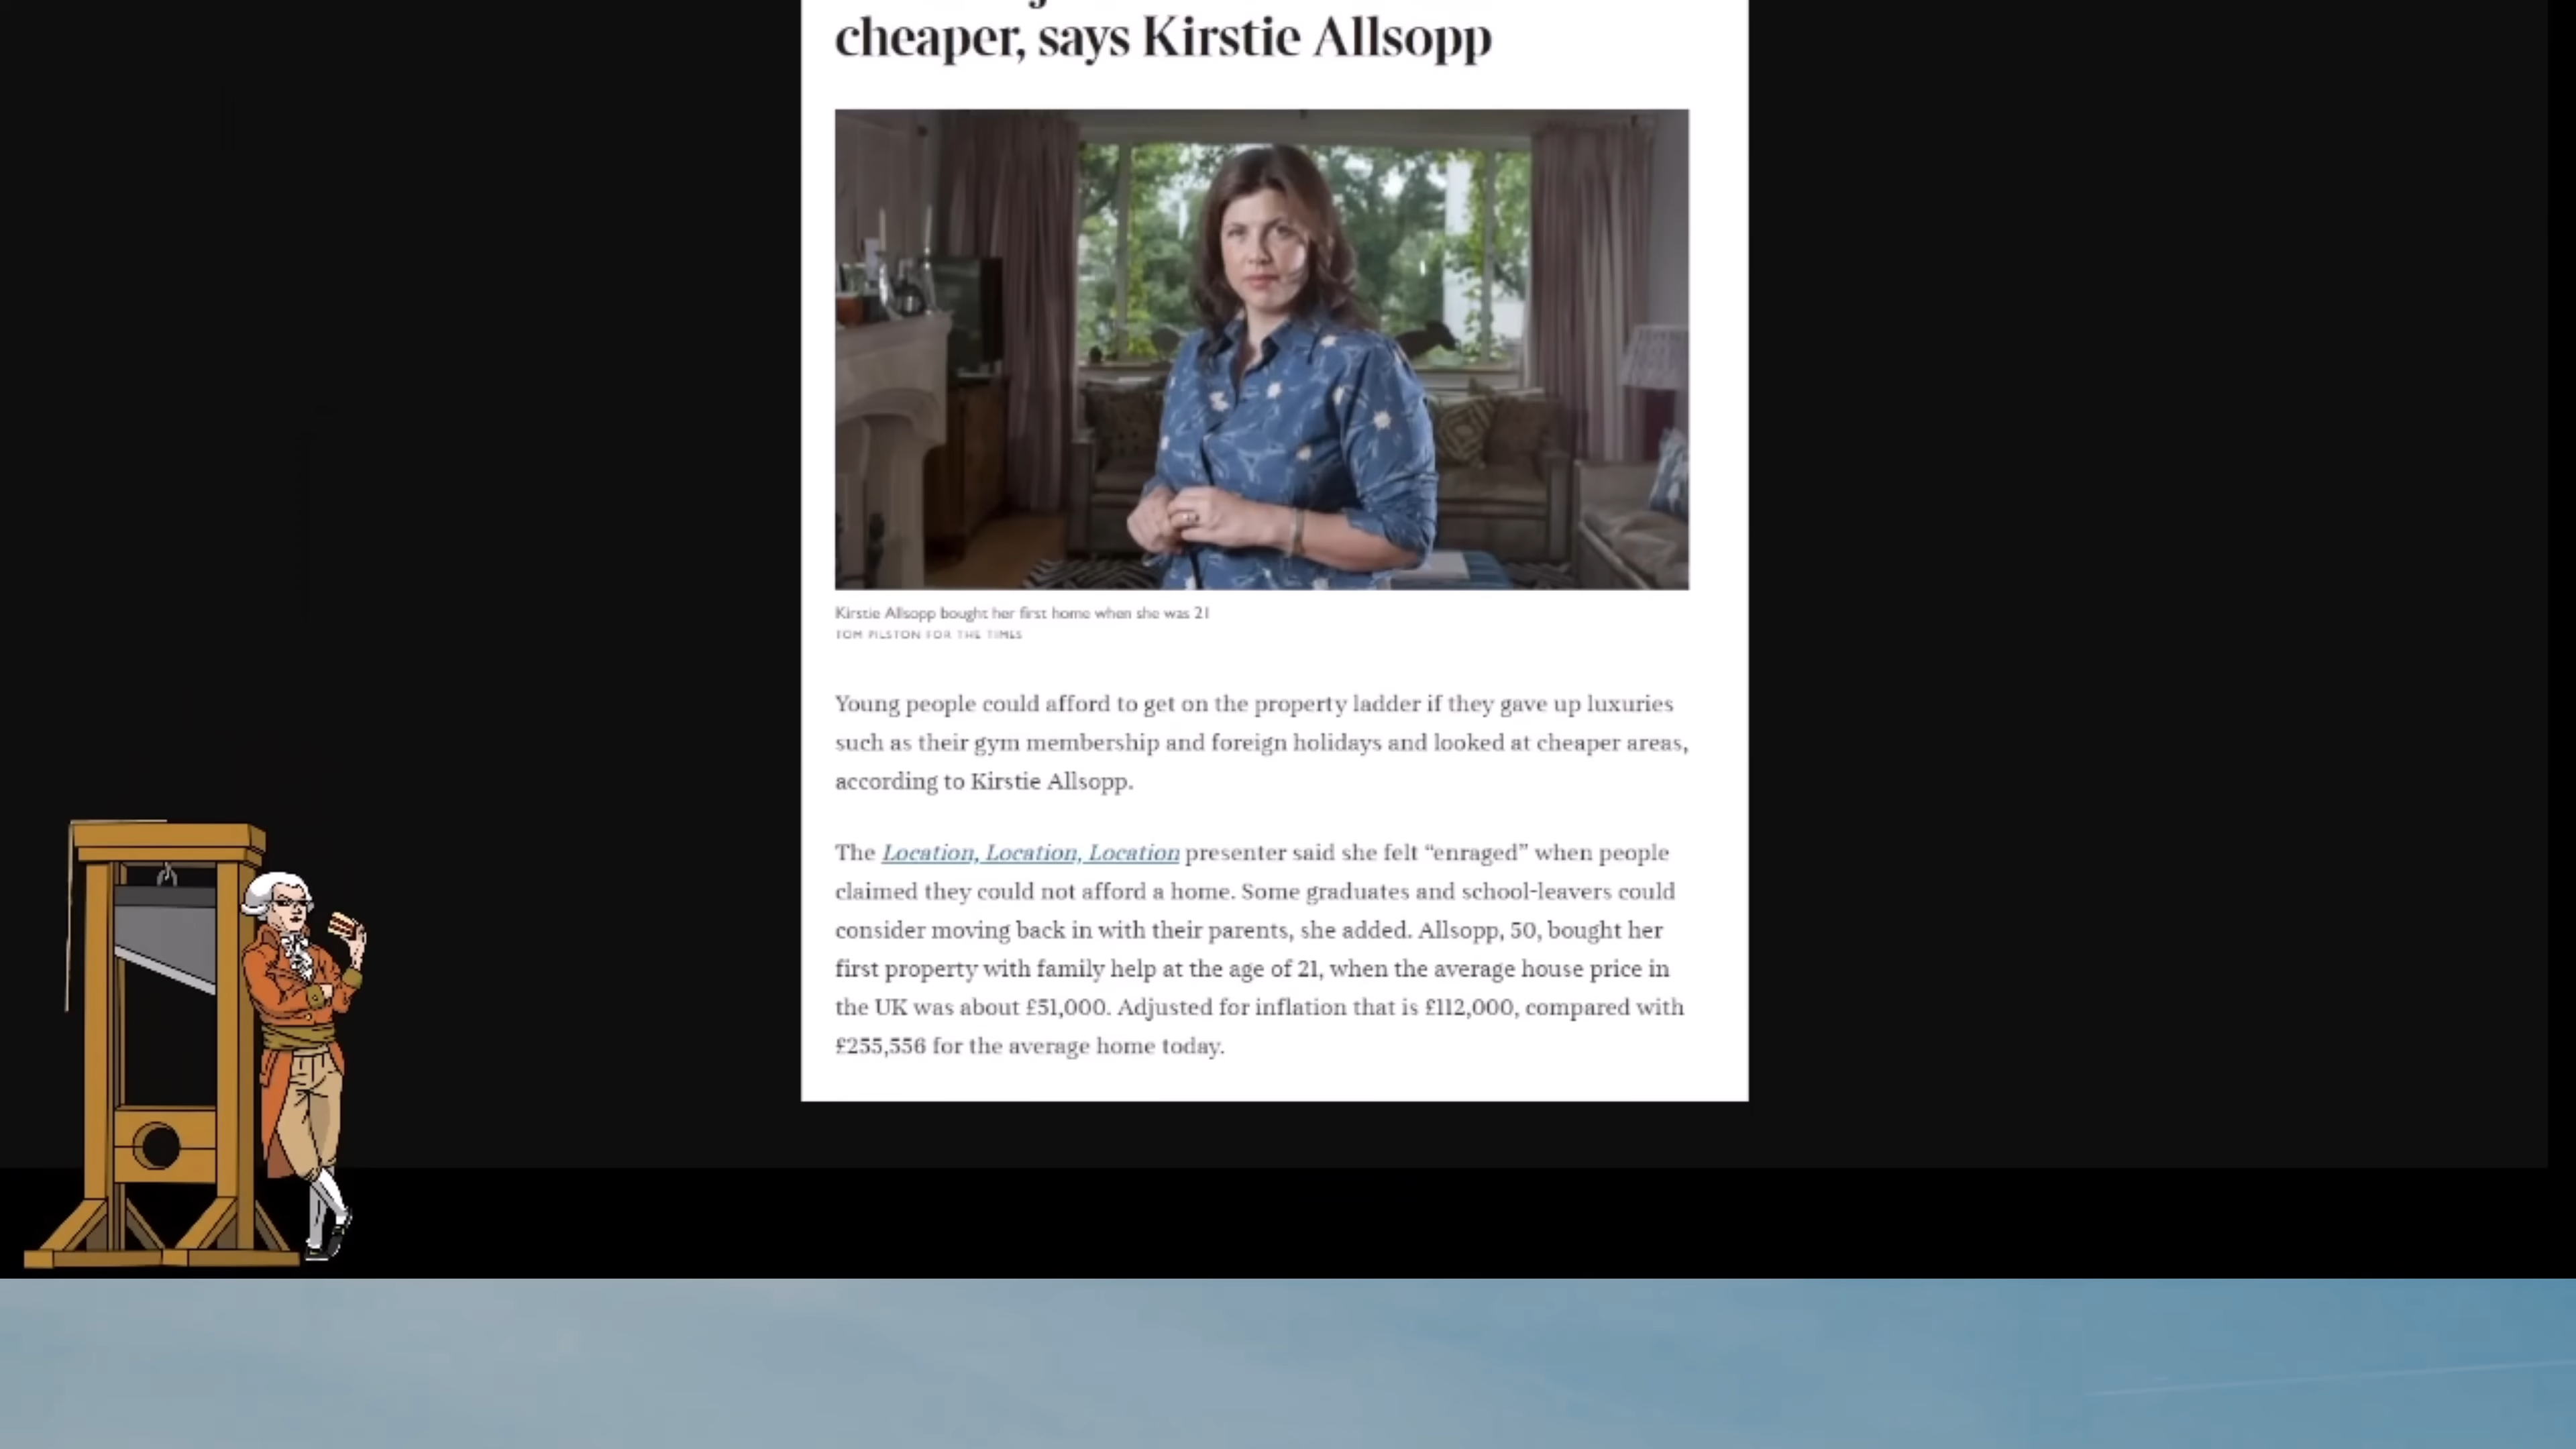 cheaper, says Kirstie Allsopp
Kirstie Allsopp bought her first home when she was 21
TOM PILSTON FOR THE TIMES
Young people could afford to get on the property ladder if they gave up luxuries
such as their gym membership and foreign holidays and looked at cheaper areas,
according to Kirstie Allsopp.
The Location, Location, Location presenter said she felt “enraged” when people
claimed they could not afford a home. Some graduates and school-leavers could
consider moving back in with their parents, she added. Allsopp, 50, bought her
first property with family help at the age of 21, when the average house price in
the UK was about £51,000. Adjusted for inflation that is £112,000, compared with
£255,556 for the average home today.